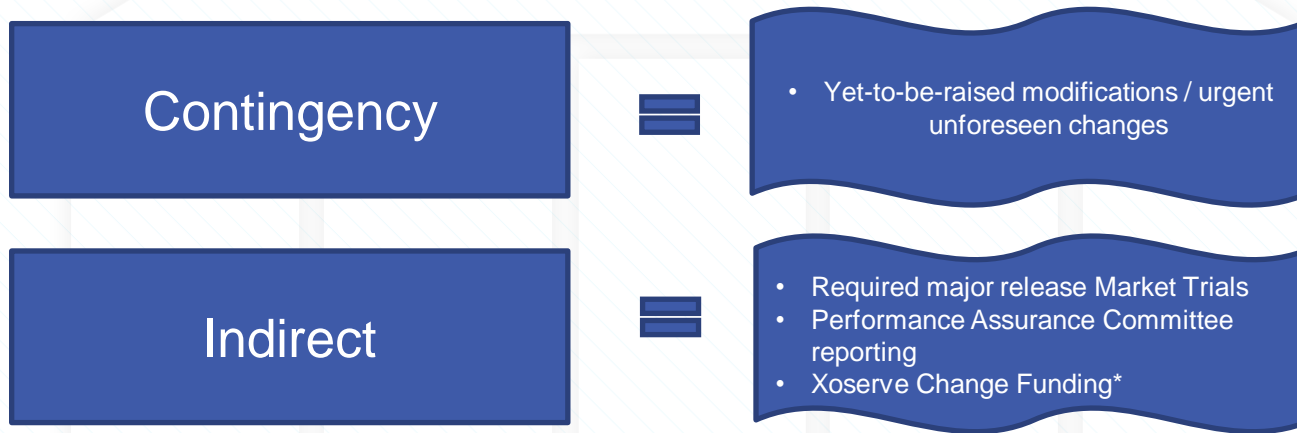 Contingency
• Yet-to-be-raised modifications / urgent
unforeseen changes
Indirect
• Required major release Market Trials
• Performance Assurance Committee
reporting
• Xoserve Change Funding*